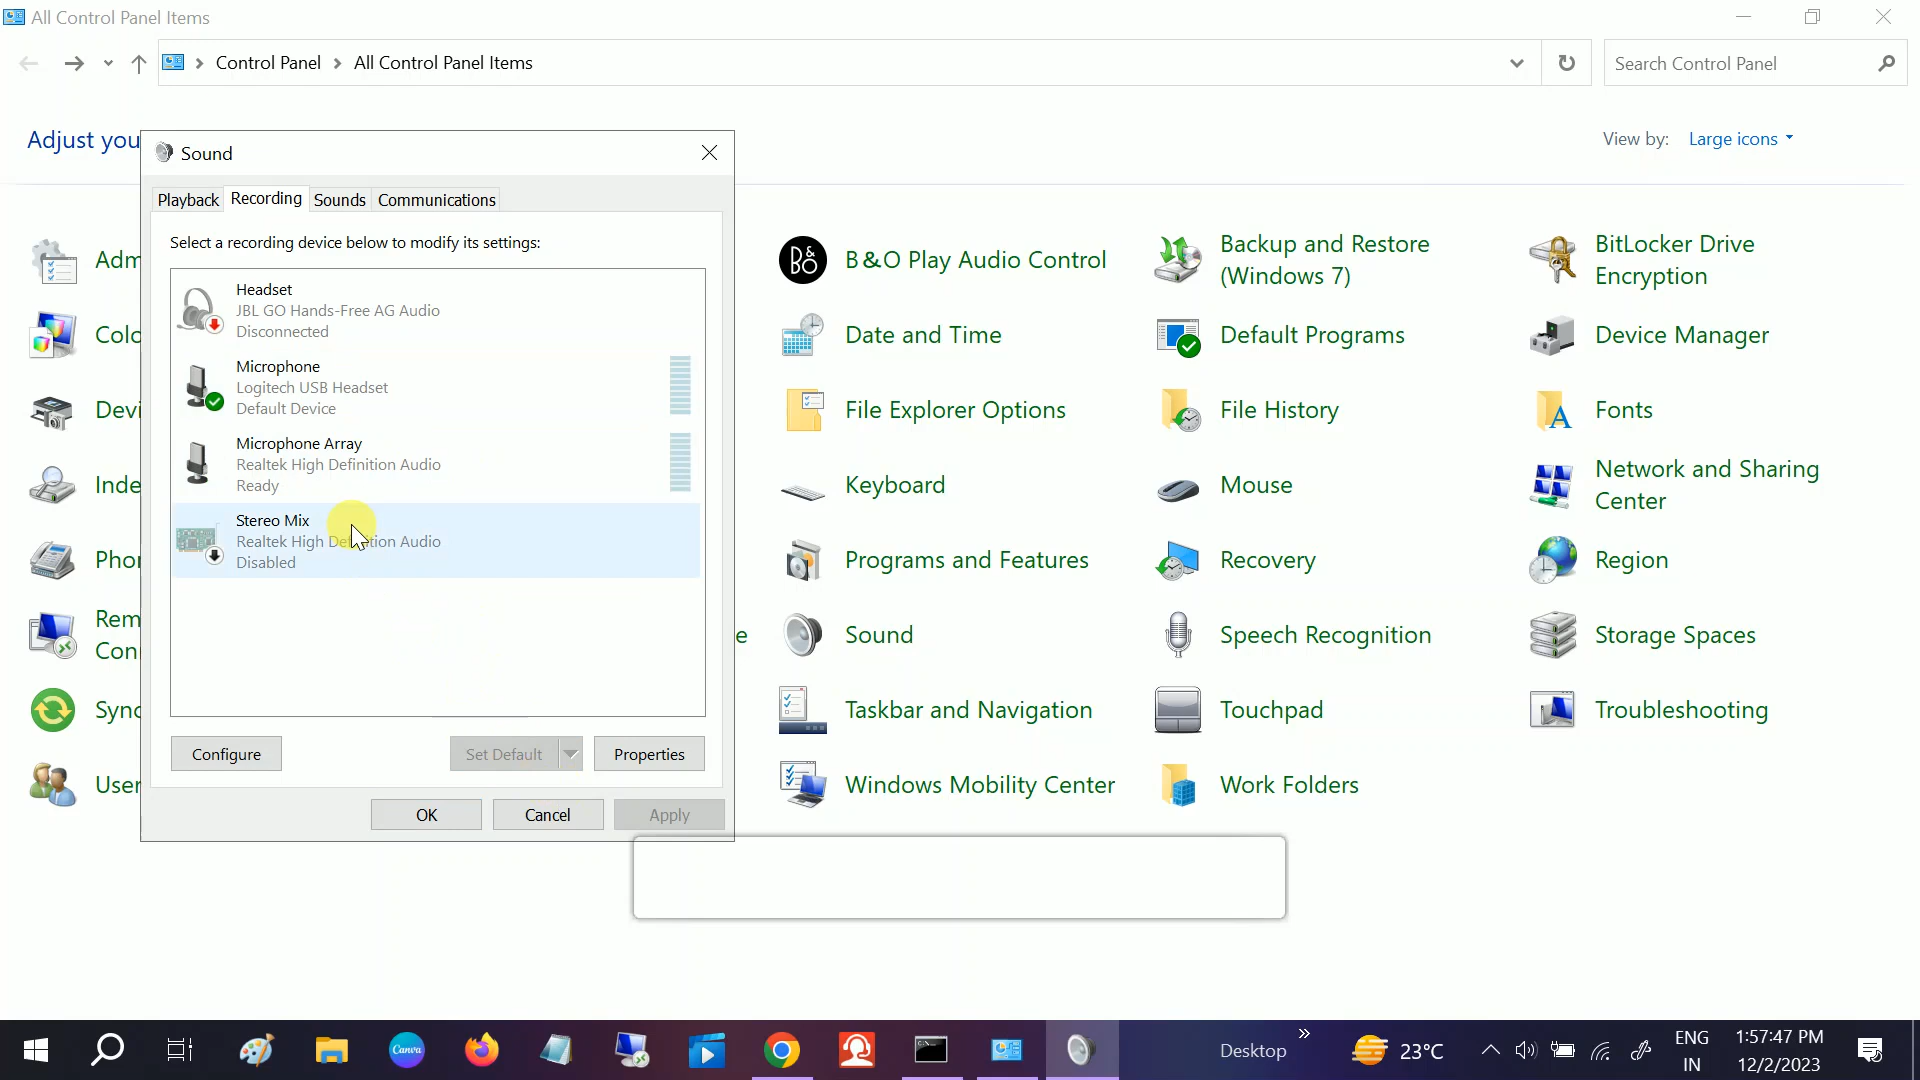 All Control Panel Items
Control Panel
All Control Panel Items
Search Control Panel
Adjust you
View by: Large icons
Sound
Playback
Recording
Sounds
Communications
Select a recording device below to modify its settings:
Headset
JBL GO Hands-Free AG Audio
Disconnected
Microphone
Logitech USB Headset
Default Device
Microphone Array
Realtek High Definition Audio
Ready
Stereo Mix
Realtek High Definition Audio
Disabled
Configure
Set Default
Properties
OK
Cancel
Apply
Adm
Colo
Devi
Inde
Phon
Rem
Con
Sync
User
e
B&O Play Audio Control
Backup and Restore
(Windows 7)
BitLocker Drive
Encryption
Date and Time
Default Programs
Device Manager
File Explorer Options
File History
Fonts
Keyboard
Mouse
Network and Sharing
Center
Programs and Features
Recovery
Region
Sound
Speech Recognition
Storage Spaces
Taskbar and Navigation
Touchpad
Troubleshooting
Windows Mobility Center
Work Folders
Canva
Desktop
23°C
ENG
IN
1:57:47 PM
12/2/2023